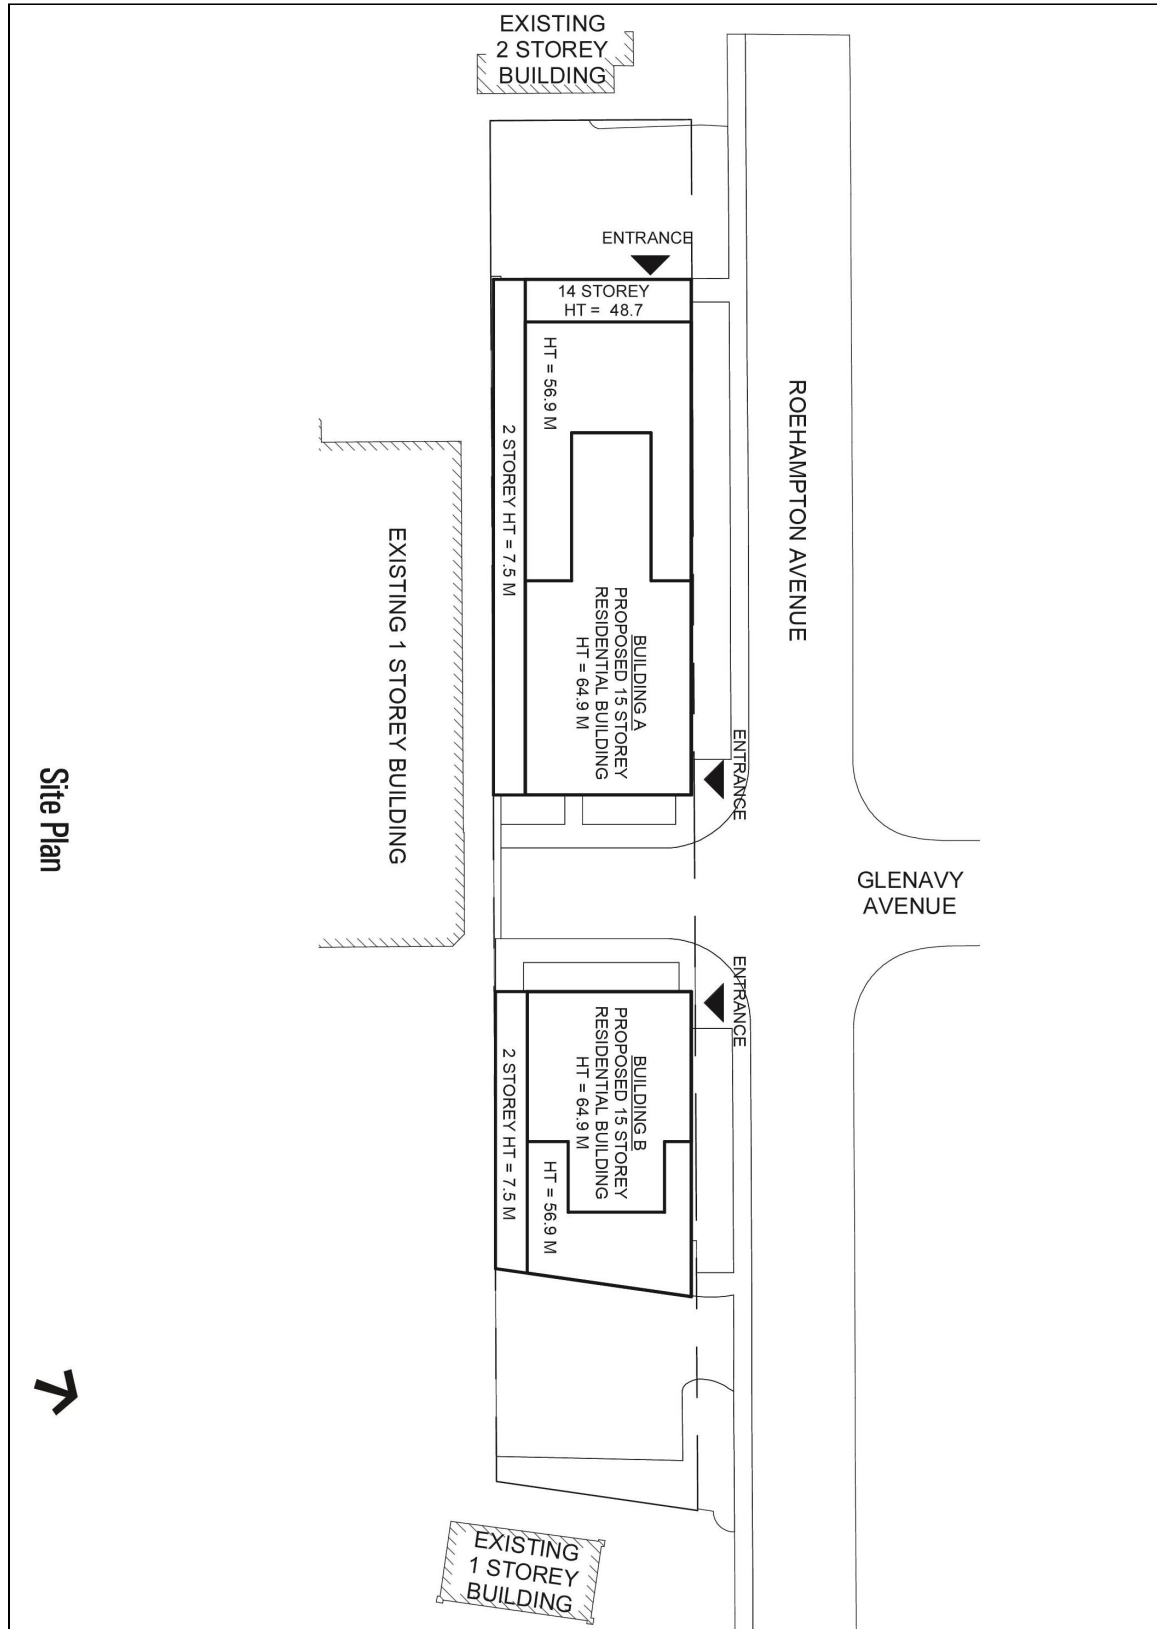 EXISTING
2 STOREY
BUILDING
ENTRANCE
14 STOREY
HT = 48.7
HT = 56.9 M
2 STOREY HT = 7.5 M
BUILDING A
PROPOSED 15 STOREY
RESIDENTIAL BUILDING
HT = 64.9 M
ROEHAMPTON AVENUE
EXISTING 1 STOREY BUILDING
ENTRANCE
GLENAVY
AVENUE
ENTRANCE
BUILDING B
PROPOSED 15 STOREY
RESIDENTIAL BUILDING
HT = 64.9 M
2 STOREY HT = 7.5 M
HT = 56.9 M
EXISTING
1 STOREY
BUILDING
Site Plan